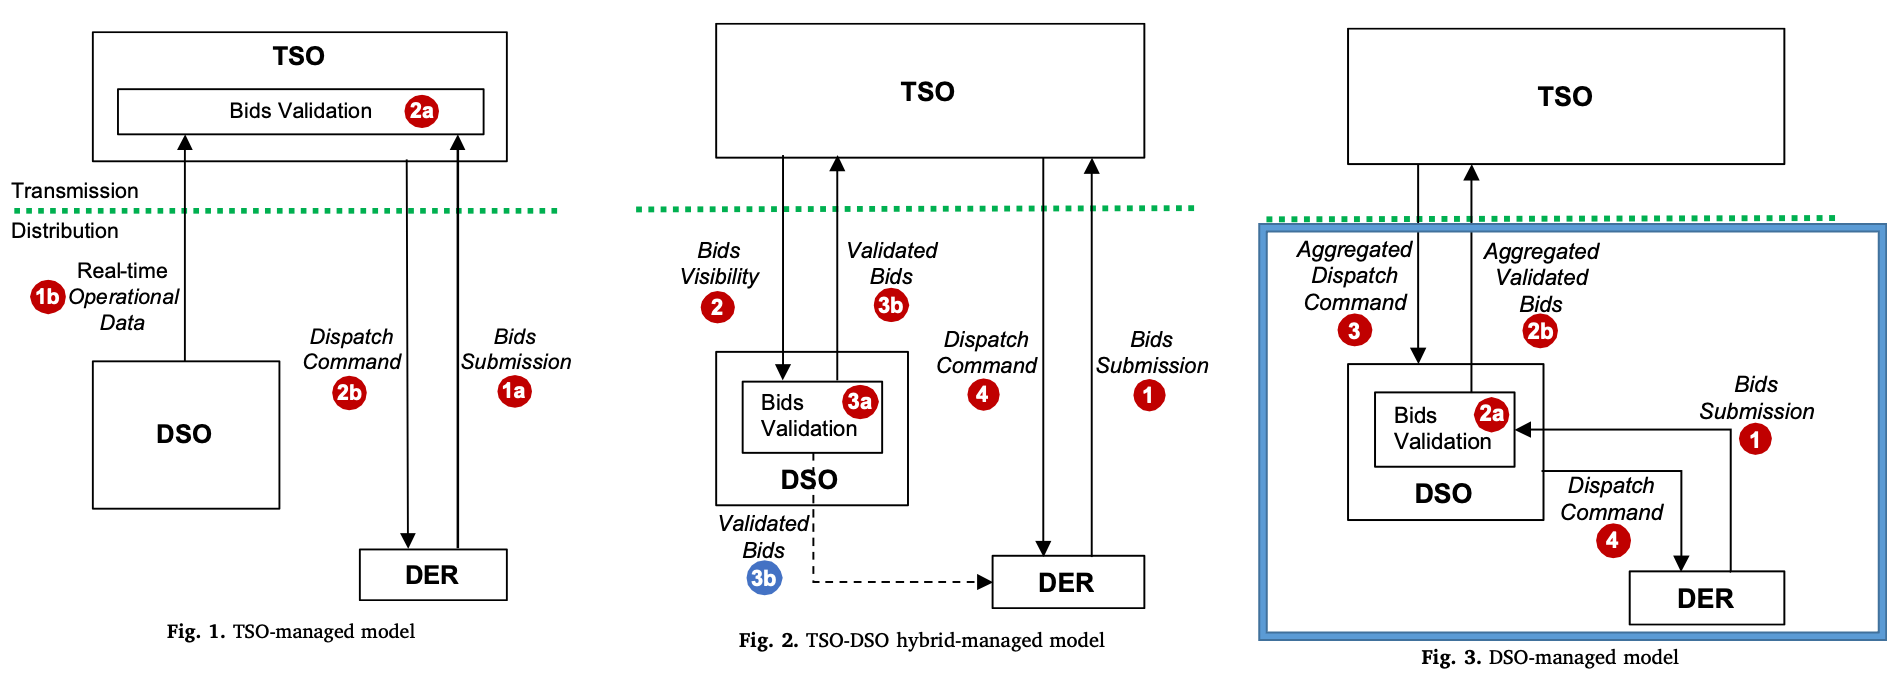 TSO
Bids Validation 2a
Transmission
Distribution
Real-time
1b Operational
Data
Dispatch
Command
2b
Bids
Submission
1a
DSO
DER
Fig. 1. TSO-managed model
TSO
Bids
Visibility
2
Validated
Bids
3b
Dispatch
Command
4
Bids
Submission
1
Bids 3a
Validation
DSO
Validated
Bids
3b
DER
Fig. 2. TSO-DSO hybrid-managed model
TSO
Aggregated
Dispatch
Command
3
Aggregated
Validated
Bids
2b
Bids
Submission
1
Bids 2a
Validation
DSO
Dispatch
Command
4
DER
Fig. 3. DSO-managed model